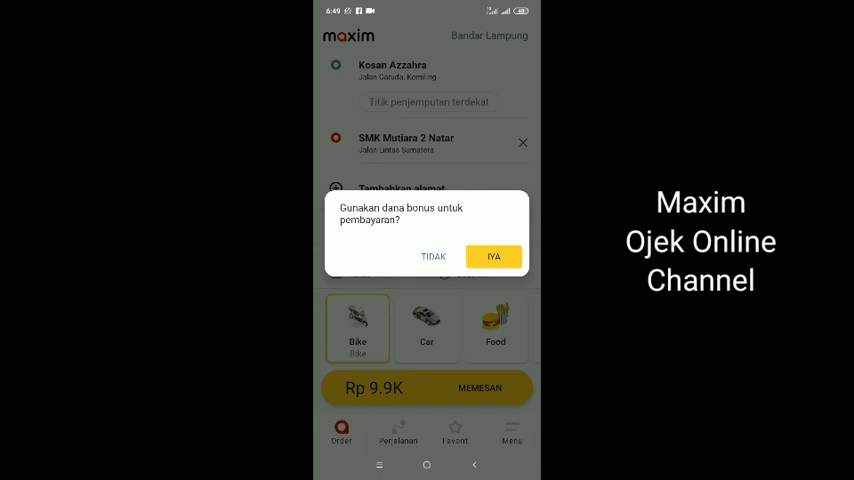 6:49
maxim
Bandar Lampung
Kosan Azzahra
Jalan Garuda, Kemiling
Titik penjemputan terdekat
SMK Mutiara 2 Natar
Jalan Lintas Sumatera
Tambahkan alamat
Gunakan dana bonus untuk
pembayaran?
TIDAK
IYA
Bike
Bike
Car
Food
Rp 9.9K
MEMESAN
Order
Perjalanan
Favorit
Menu
Maxim
Ojek Online
Channel